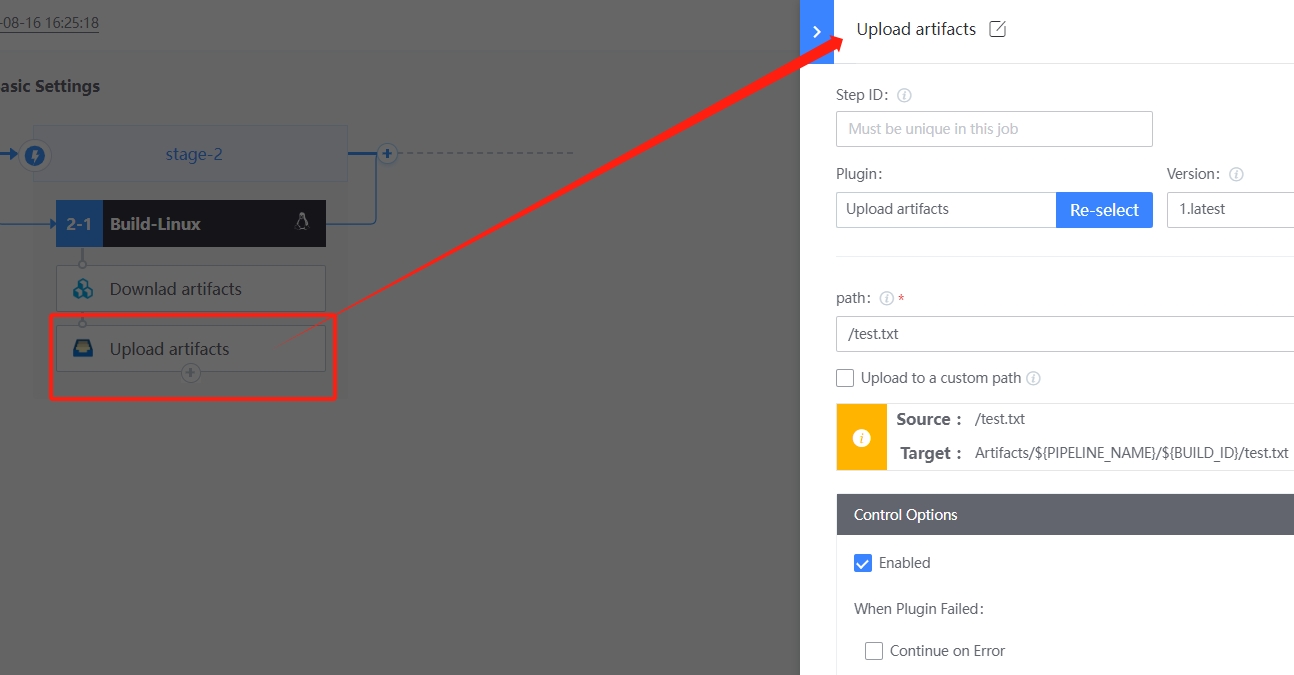 -08-16 16:25:18
asic Settings
stage-2
2-1 Build-Linux
Downlad artifacts
Upload artifacts
Upload artifacts
Step ID:
Must be unique in this job
Plugin:
Version:
Upload artifacts
Re-select
1.latest
path: *
/test.txt
Upload to a custom path
Source : /test.txt
Target : Artifacts/${PIPELINE_NAME}/${BUILD_ID}/test.txt
Control Options
Enabled
When Plugin Failed:
Continue on Error